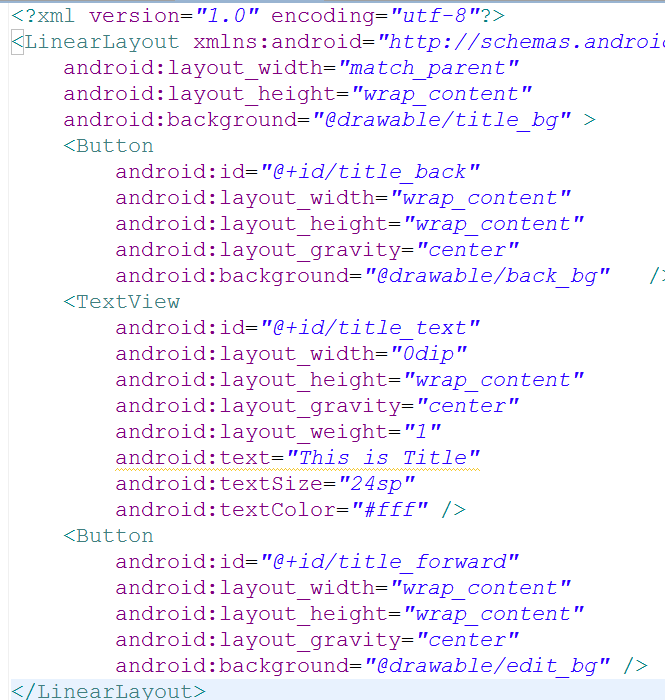 <?xml version="1.0" encoding="utf-8"?>
<LinearLayout xmlns:android="http://schemas.androi
android:layout_width="match_parent"
android:layout_height="wrap_content"
android:background="@drawable/title_bg" >
<Button
android:id="@+id/title_back"
android:layout_width="wrap_content"
android:layout_height="wrap_content"
android:layout_gravity="center"
android:background="@drawable/back_bg"   />
<TextView
android:id="@+id/title_text"
android:layout_width="0dip"
android:layout_height="wrap_content"
android:layout_gravity="center"
android:layout_weight="1"
android:text="This is Title"
android:textSize="24sp"
android:textColor="#fff" />
<Button
android:id="@+id/title_forward"
android:layout_width="wrap_content"
android:layout_height="wrap_content"
android:layout_gravity="center"
android:background="@drawable/edit_bg" />
</LinearLayout>